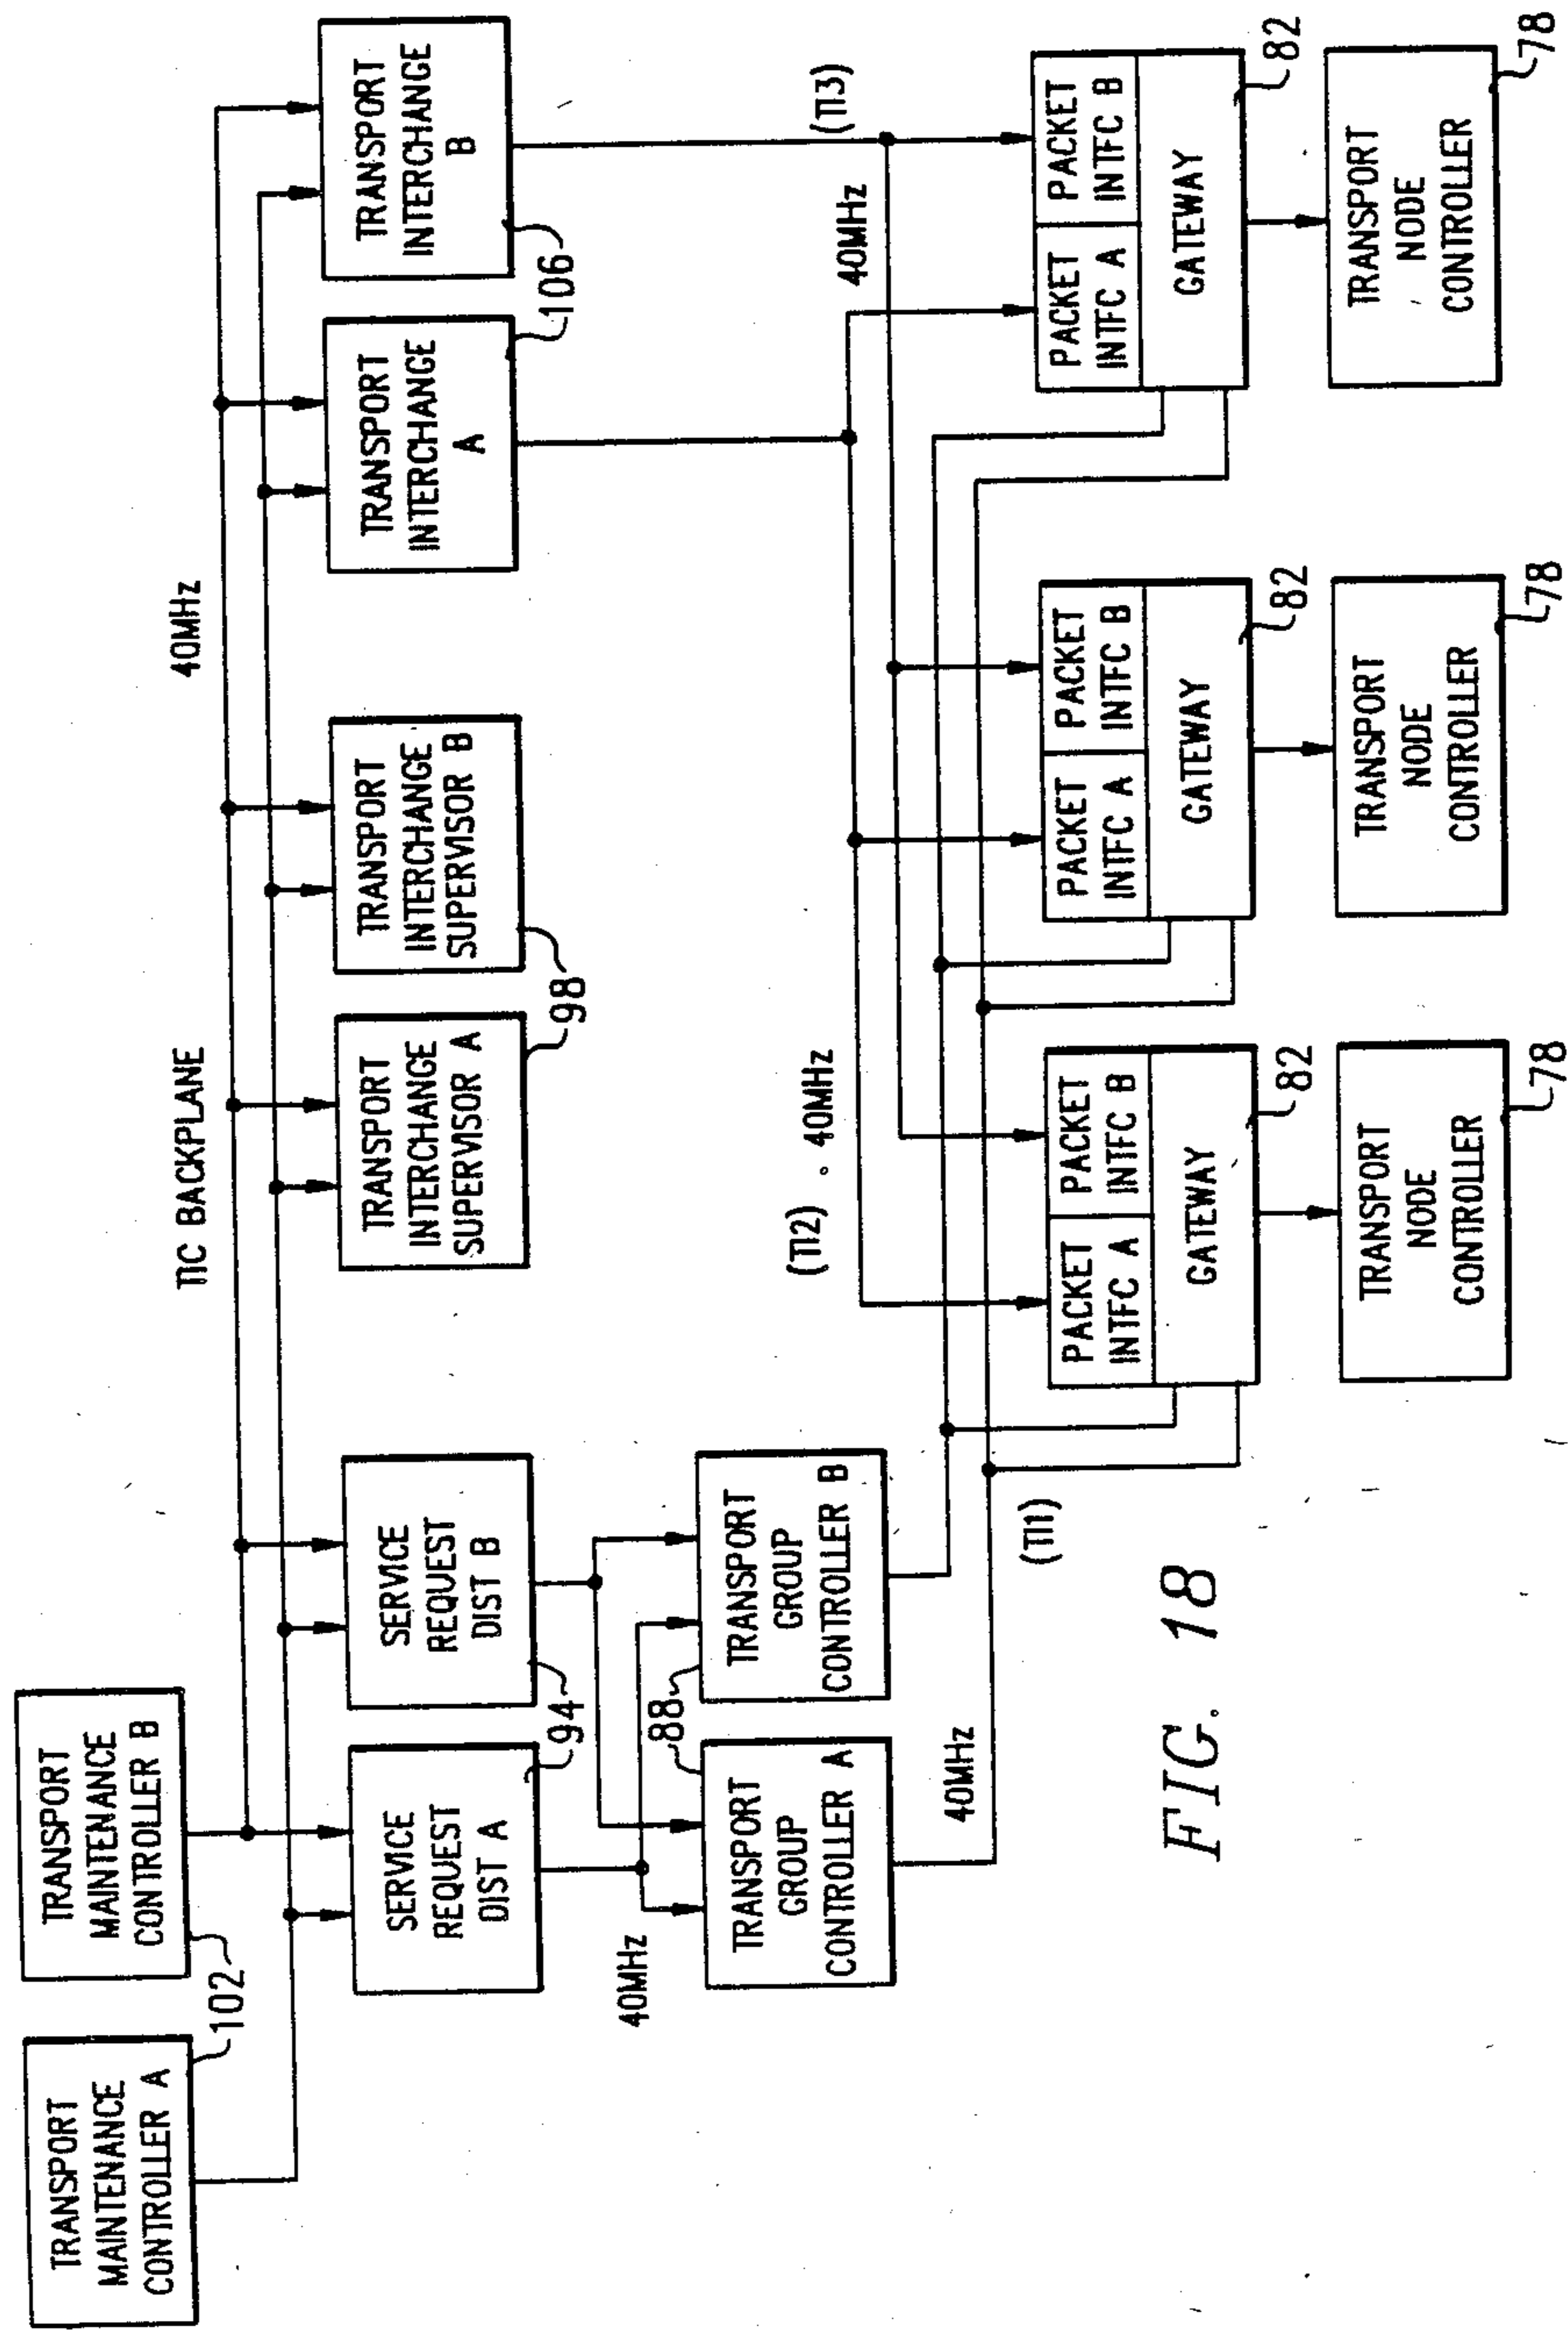 TRANSPORT
MAINTENANCE
CONTROLLER A
102
TRANSPORT
MAINTENANCE
CONTROLLER B
TIC BACKPLANE
40MHz
SERVICE
REQUEST
DIST A
94
SERVICE
REQUEST
DIST B
TRANSPORT
INTERCHANGE
SUPERVISOR A
98
TRANSPORT
INTERCHANGE
SUPERVISOR B
TRANSPORT
INTERCHANGE
A
106
TRANSPORT
INTERCHANGE
B
40MHz
TRANSPORT
GROUP
CONTROLLER A
88
TRANSPORT
GROUP
CONTROLLER B
40MHz
(TI1)
(TI2)
40MHz
40MHz
(TI3)
PACKET
INTFC A
PACKET
INTFC B
GATEWAY
82
PACKET
INTFC A
PACKET
INTFC B
GATEWAY
82
PACKET
INTFC A
PACKET
INTFC B
GATEWAY
82
TRANSPORT
NODE
CONTROLLER
78
TRANSPORT
NODE
CONTROLLER
78
TRANSPORT
NODE
CONTROLLER
78
FIG. 18